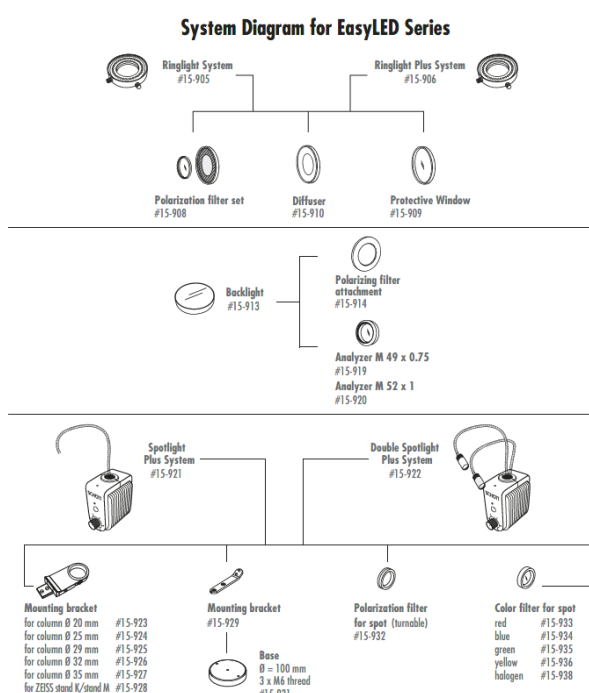 System Diagram for EasyLED Series
Ringlight System
#15-905
Ringlight Plus System
#15-906
Polarization filter set
#15-908
Diffuser
#15-910
Protective Window
#15-909
Backlight
#15-913
Polarizing filter
attachment
#15-914
Analyzer M 49 x 0.75
#15-919
Analyzer M 52 x 1
#15-920
Spotlight
Plus System
#15-921
Double Spotlight
Plus System
#15-922
SCHOTT
SCHOTT
Mounting bracket
for column Ø 20 mm #15-923
for column Ø 25 mm #15-924
for column Ø 29 mm #15-925
for column Ø 32 mm #15-926
for column Ø 35 mm #15-927
for ZEISS stand K/stand M #15-928
Mounting bracket
#15-929
Base
Ø = 100 mm
3 x M6 thread
#15-931
Polarization filter
for spot (turnable)
#15-932
Color filter for spot
red #15-933
blue #15-934
green #15-935
yellow #15-936
halogen #15-938